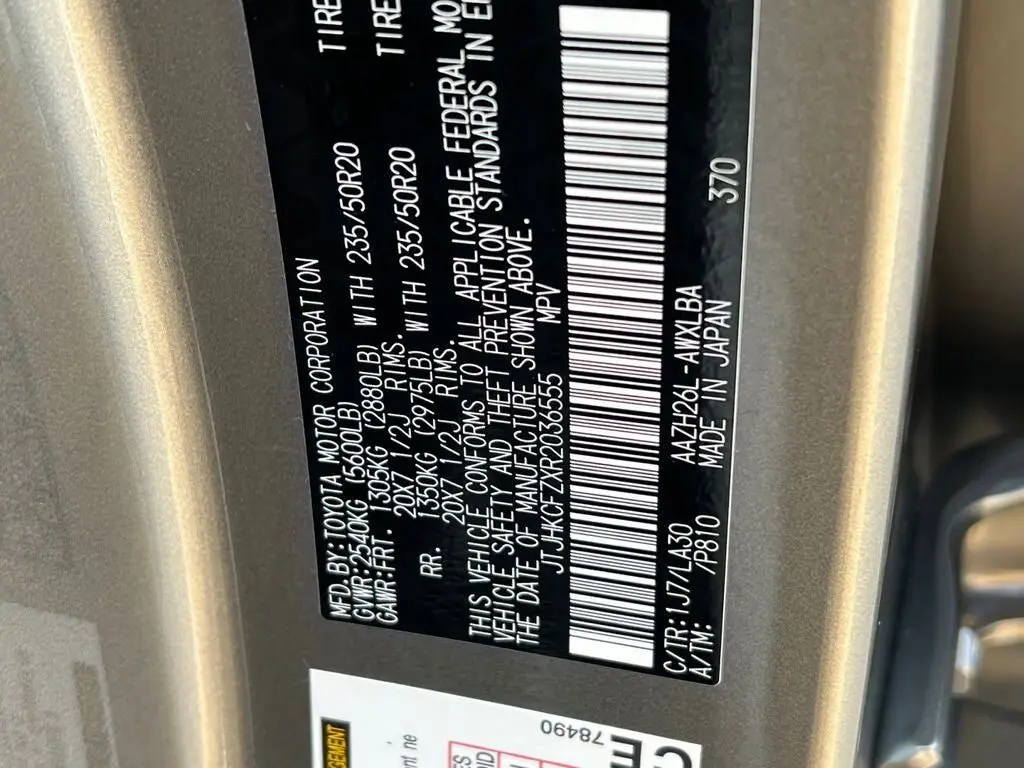 MFD.BY:TOYOTA MOTOR CORPORATION
GVWR:2540KG (5600LB)
GAWR:FRT. 1305KG (2880LB) WITH 235/50R20 TIRE
20X7 1/2J RIMS.
RR. 1350KG (2975LB) WITH 235/50R20 TIRE
20X7 1/2J RIMS.
THIS VEHICLE CONFORMS TO ALL APPLICABLE FEDERAL MO
VEHICLE SAFETY AND THEFT PREVENTION STANDARDS IN
THE DATE OF MANUFACTURE SHOWN ABOVE.
JTJHKCFZXR2036555 MPV
C/TR:1J7/LA30 AAZH26L-AWXLBA
A/TM: /P810 MADE IN JAPAN 370
78490